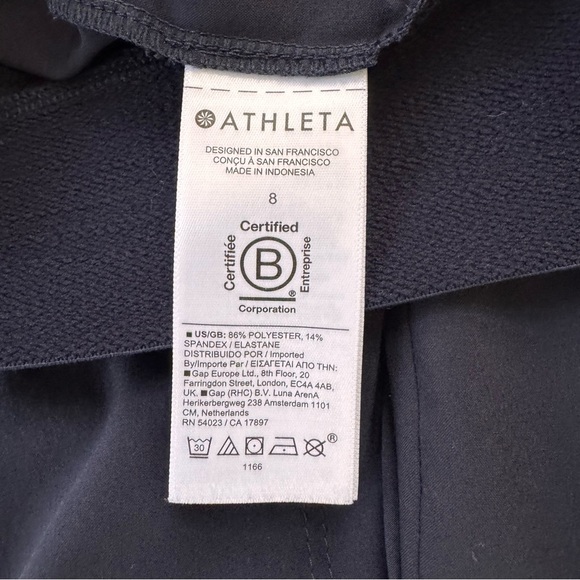 ATHLETA
DESIGNED IN SAN FRANCISCO
CONÇU À SAN FRANCISCO
MADE IN INDONESIA
8
Certified
Certifiée
B
Entreprise
®
Corporation
■ US/GB: 86% POLYESTER, 14%
SPANDEX / ELASTANE
DISTRIBUIDO POR / Imported
By/Importe Par / ΕΙΣΑΓΕΤΑΙ ΑΠΟ ΤΗΝ:
■ Gap Europe Ltd., 8th Floor, 20
Farringdon Street, London, EC4A 4AB,
UK. ■ Gap (RHC) B.V. Luna ArenA
Herikerbergweg 238 Amsterdam 1101
CM, Netherlands
RN 54023 / CA 17897
30
®
1166